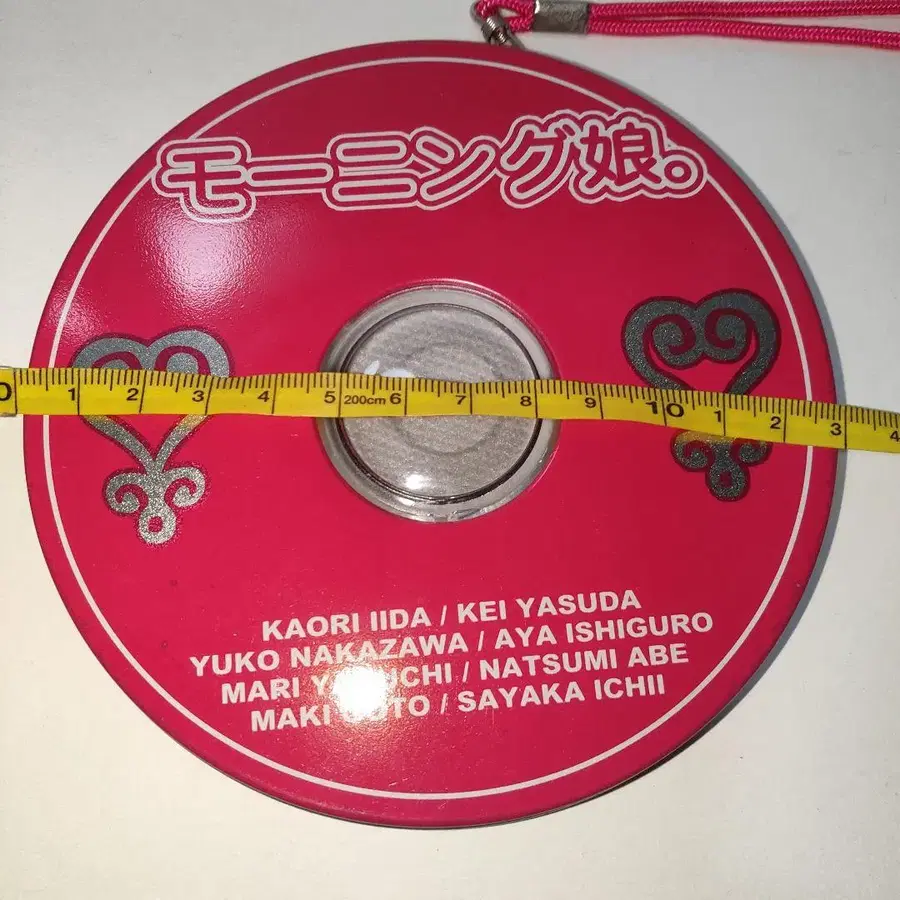 モーニング娘。
0 1 2 3 4 5 200cm 6 7 8 9 10 1 2 3 4
KAORI IIDA / KEI YASUDA
YUKO NAKAZAWA / AYA ISHIGURO
MARI / NATSUMI ABE
MAKI / SAYAKA ICHII